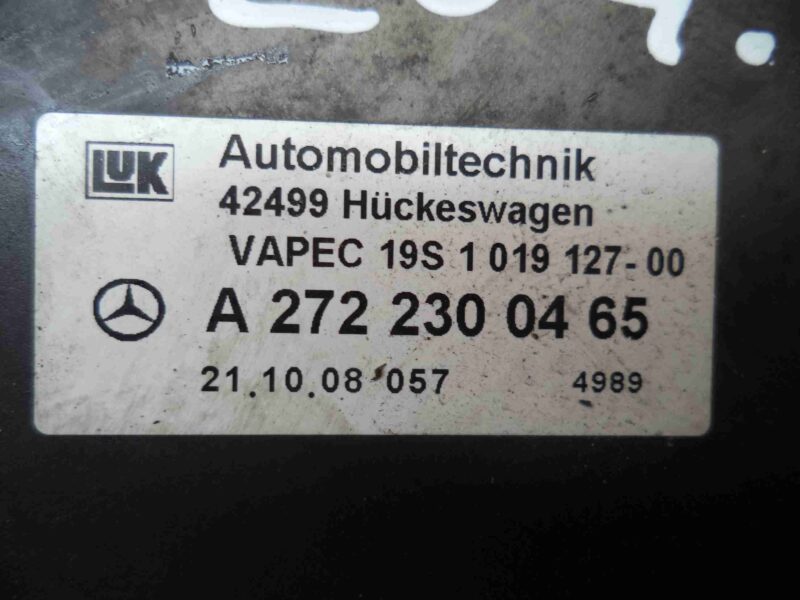 LUK
Automobiltechnik
42499 Hückeswagen
VAPEC 19S 1 019 127-00
A 272 230 04 65
21.10.08 057 4989